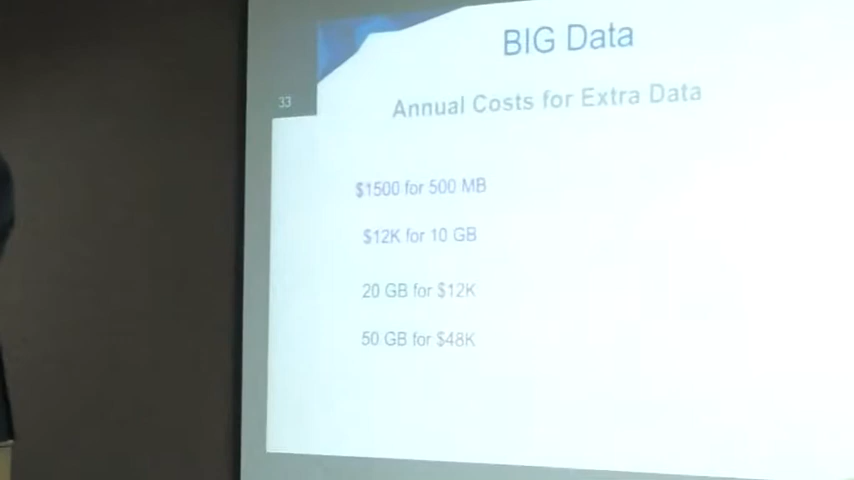 BIG Data
33
Annual Costs for Extra Data
$1500 for 500 MB
$12K for 10 GB
20 GB for $12K
50 GB for $48K